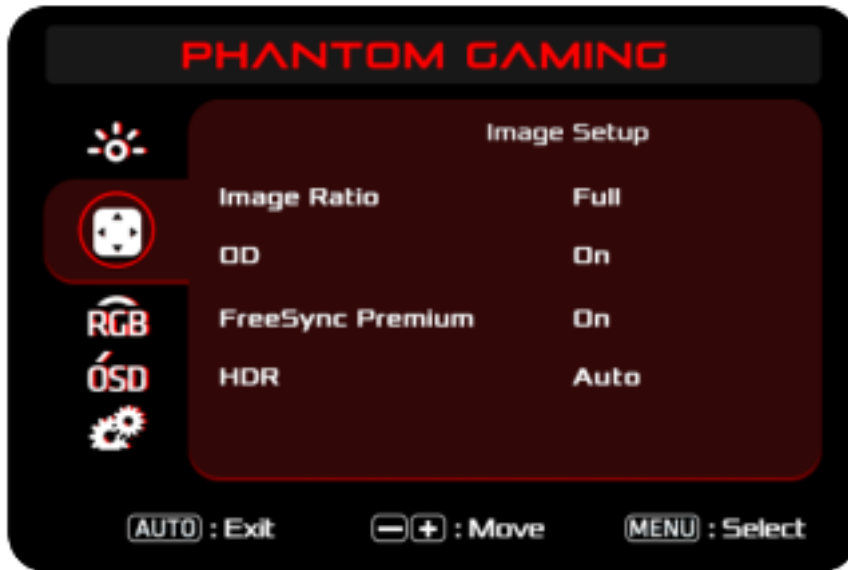 PHANTOM GAMING
Image Setup
Image Ratio Full
OD On
FreeSync Premium On
HDR Auto
RGB
OSD
AUTO : Exit - + : Move MENU : Select